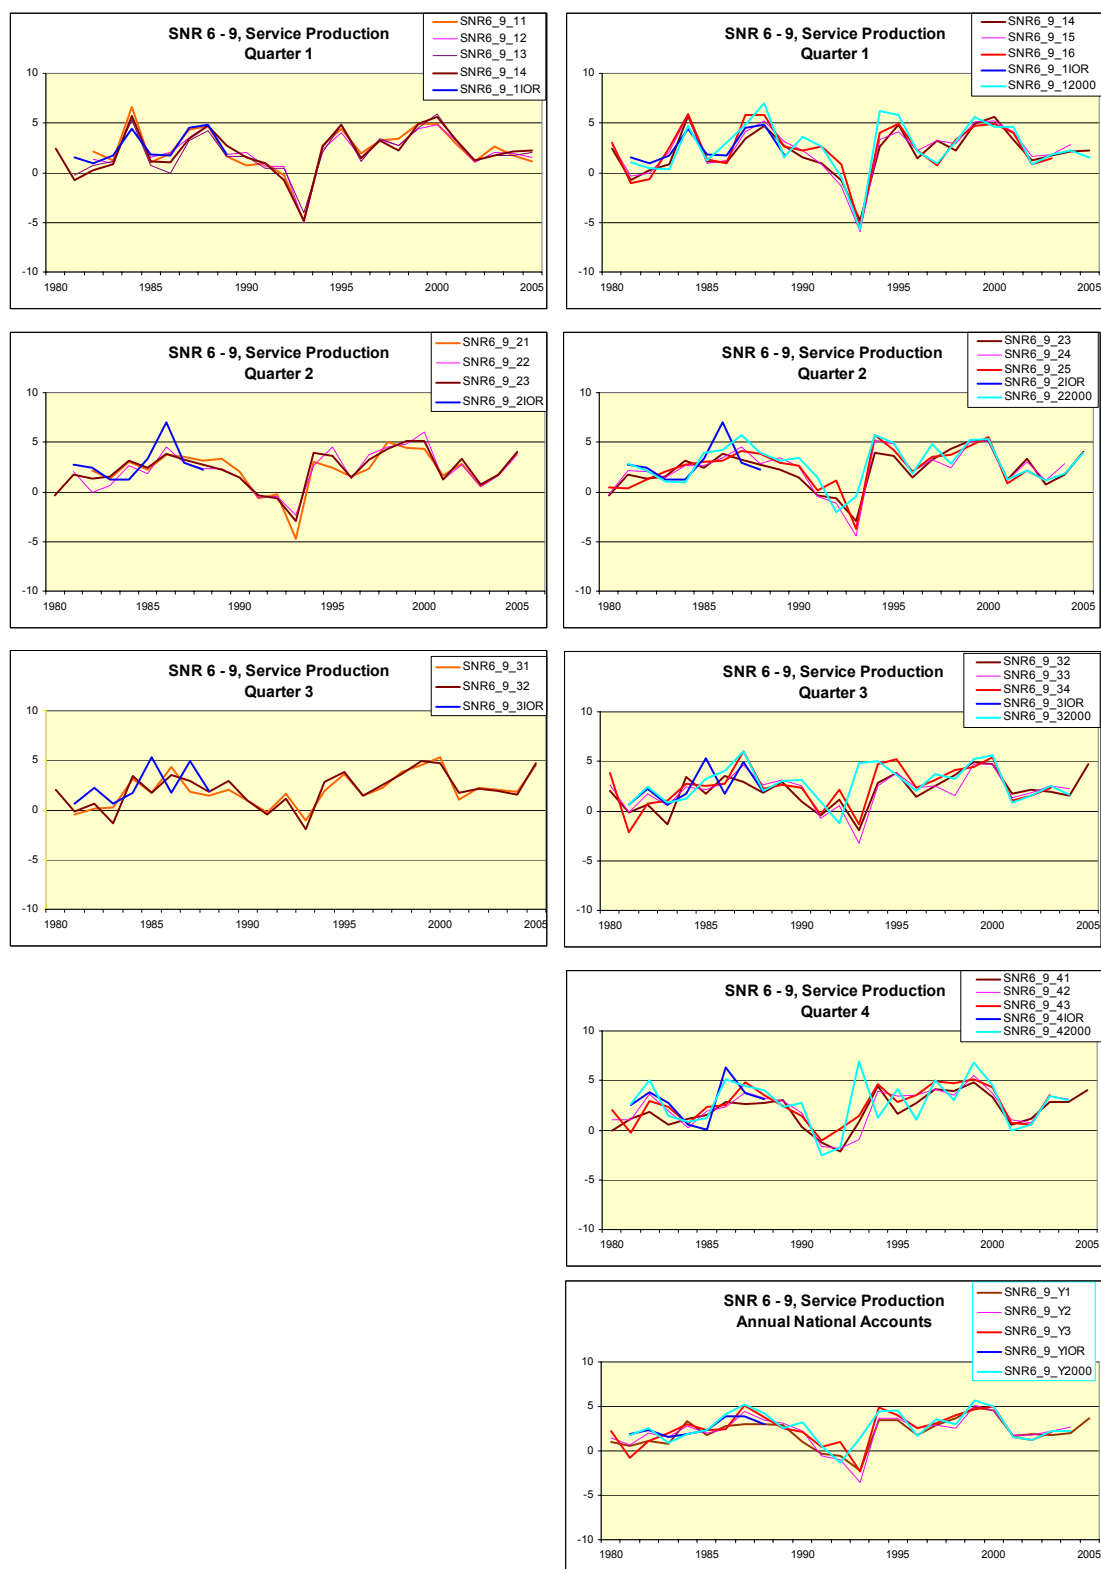 SNR 6 - 9, Service Production
Quarter 1
SNR6_9_11
SNR6_9_12
SNR6_9_13
SNR6_9_14
SNR6_9_1IOR
10
5
0
-5
-10
1980 1985 1990 1995 2000 2005
SNR 6 - 9, Service Production
Quarter 1
SNR6_9_14
SNR6_9_15
SNR6_9_16
SNR6_9_1IOR
SNR6_9_12000
10
5
0
-5
-10
1980 1985 1990 1995 2000 2005
SNR 6 - 9, Service Production
Quarter 2
SNR6_9_21
SNR6_9_22
SNR6_9_23
SNR6_9_2IOR
10
5
0
-5
-10
1980 1985 1990 1995 2000 2005
SNR 6 - 9, Service Production
Quarter 2
SNR6_9_23
SNR6_9_24
SNR6_9_25
SNR6_9_2IOR
SNR6_9_22000
10
5
0
-5
-10
1980 1985 1990 1995 2000 2005
SNR 6 - 9, Service Production
Quarter 3
SNR6_9_31
SNR6_9_32
SNR6_9_3IOR
10
5
0
-5
-10
1980 1985 1990 1995 2000 2005
SNR 6 - 9, Service Production
Quarter 3
SNR6_9_32
SNR6_9_33
SNR6_9_34
SNR6_9_3IOR
SNR6_9_32000
10
5
0
-5
-10
1980 1985 1990 1995 2000 2005
SNR 6 - 9, Service Production
Quarter 4
SNR6_9_41
SNR6_9_42
SNR6_9_43
SNR6_9_4IOR
SNR6_9_42000
10
5
0
-5
-10
1980 1985 1990 1995 2000 2005
SNR 6 - 9, Service Production
Annual National Accounts
SNR6_9_Y1
SNR6_9_Y2
SNR6_9_Y3
SNR6_9_YIOR
SNR6_9_Y2000
10
5
0
-5
-10
1980 1985 1990 1995 2000 2005